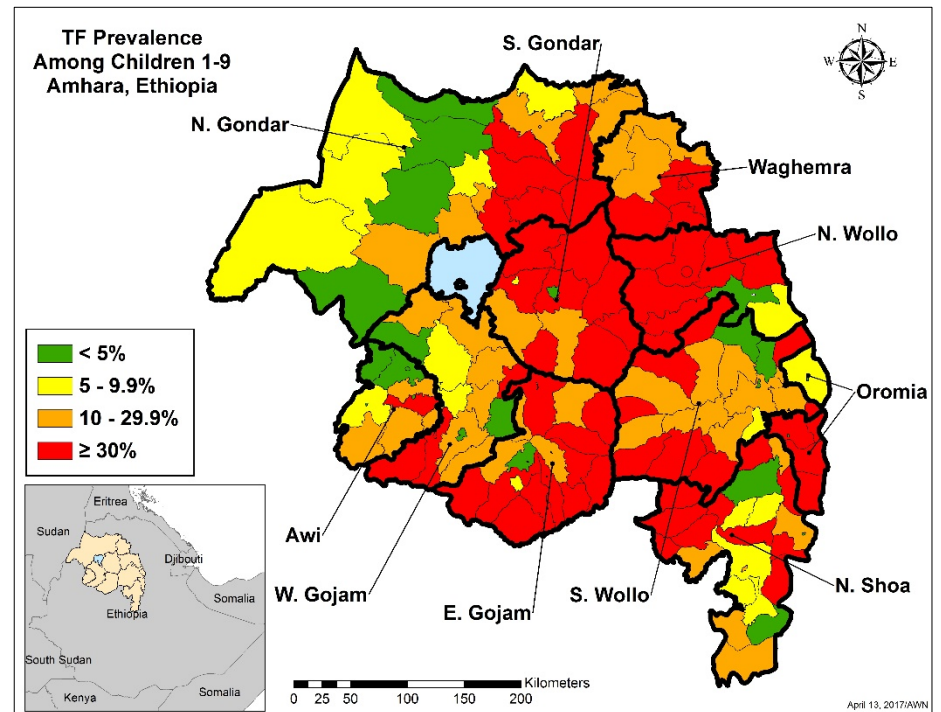 TF Prevalence
Among Children 1-9
Amhara, Ethiopia
S. Gondar
N
W E
S
N. Gondar
Waghemra
N. Wollo
< 5%
5 - 9.9%
10 - 29.9%
≥ 30%
Oromia
Eritrea
Sudan
Djibouti
Somalia
Ethiopia
South Sudan
Kenya
Somalia
Awi
W. Gojam
E. Gojam
S. Wollo
N. Shoa
Kilometers
0 25 50 100 150 200
April 13, 2017/AWN